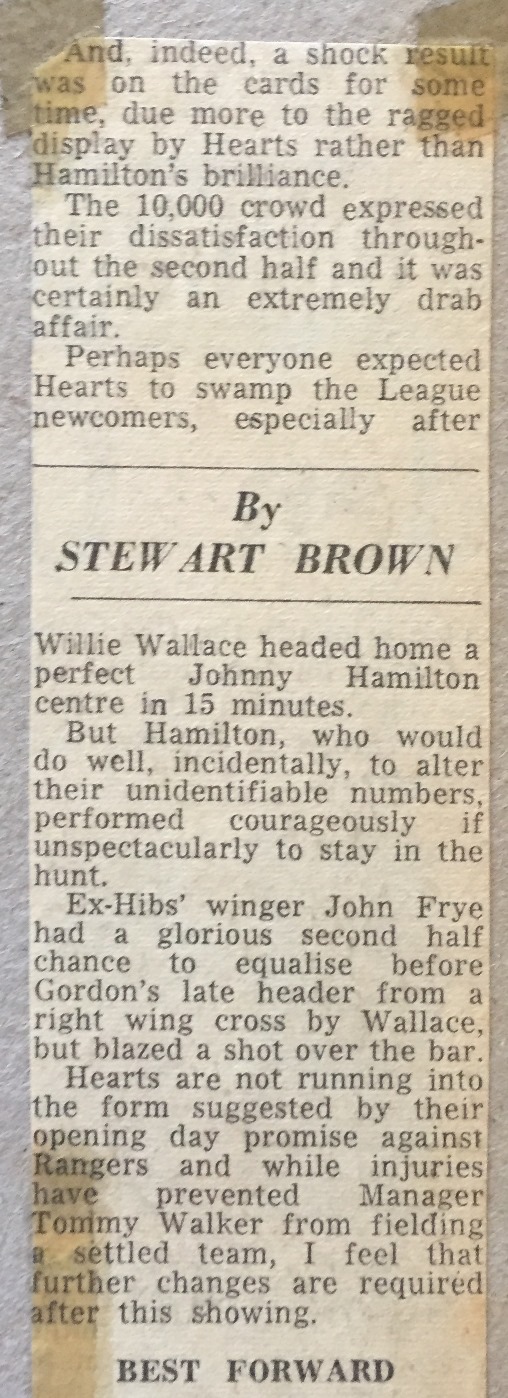 And, indeed, a shock result
was on the cards for some
time, due more to the ragged
display by Hearts rather than
Hamilton's brilliance.
The 10,000 crowd expressed
their dissatisfaction through-
out the second half and it was
certainly an extremely drab
affair.
Perhaps everyone expected
Hearts to swamp the League
newcomers, especially after
By
STEWART BROWN
Willie Wallace headed home a
perfect Johnny Hamilton
centre in 15 minutes.
But Hamilton, who would
do well, incidentally, to alter
their unidentifiable numbers,
performed courageously if
unspectacularly to stay in the
hunt.
Ex-Hibs' winger John Frye
had a glorious second half
chance to equalise before
Gordon's late header from a
right wing cross by Wallace,
but blazed a shot over the bar.
Hearts are not running into
the form suggested by their
opening day promise against
Rangers and while injuries
have prevented Manager
Tommy Walker from fielding
a settled team, I feel that
further changes are required
after this showing.
BEST FORWARD